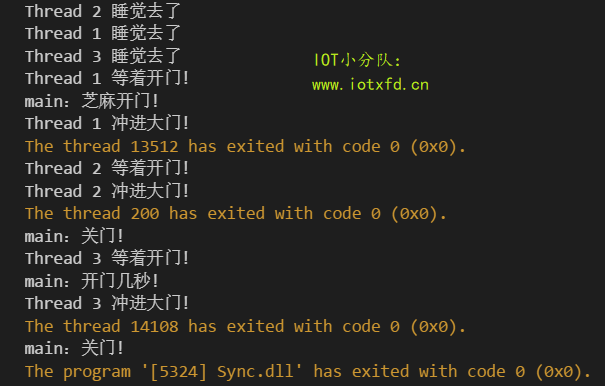 Thread 2 睡觉去了
Thread 1 睡觉去了
Thread 3 睡觉去了
Thread 1 等着开门!
main: 芝麻开门!
Thread 1 冲进大门!
The thread 13512 has exited with code 0 (0x0).
Thread 2 等着开门!
Thread 2 冲进大门!
The thread 200 has exited with code 0 (0x0).
main: 关门!
Thread 3 等着开门!
main: 开门几秒!
Thread 3 冲进大门!
The thread 14108 has exited with code 0 (0x0).
main: 关门!
The program '[5324] Sync.dll' has exited with code 0 (0x0).
IOT小分队:
www.iotxfd.cn